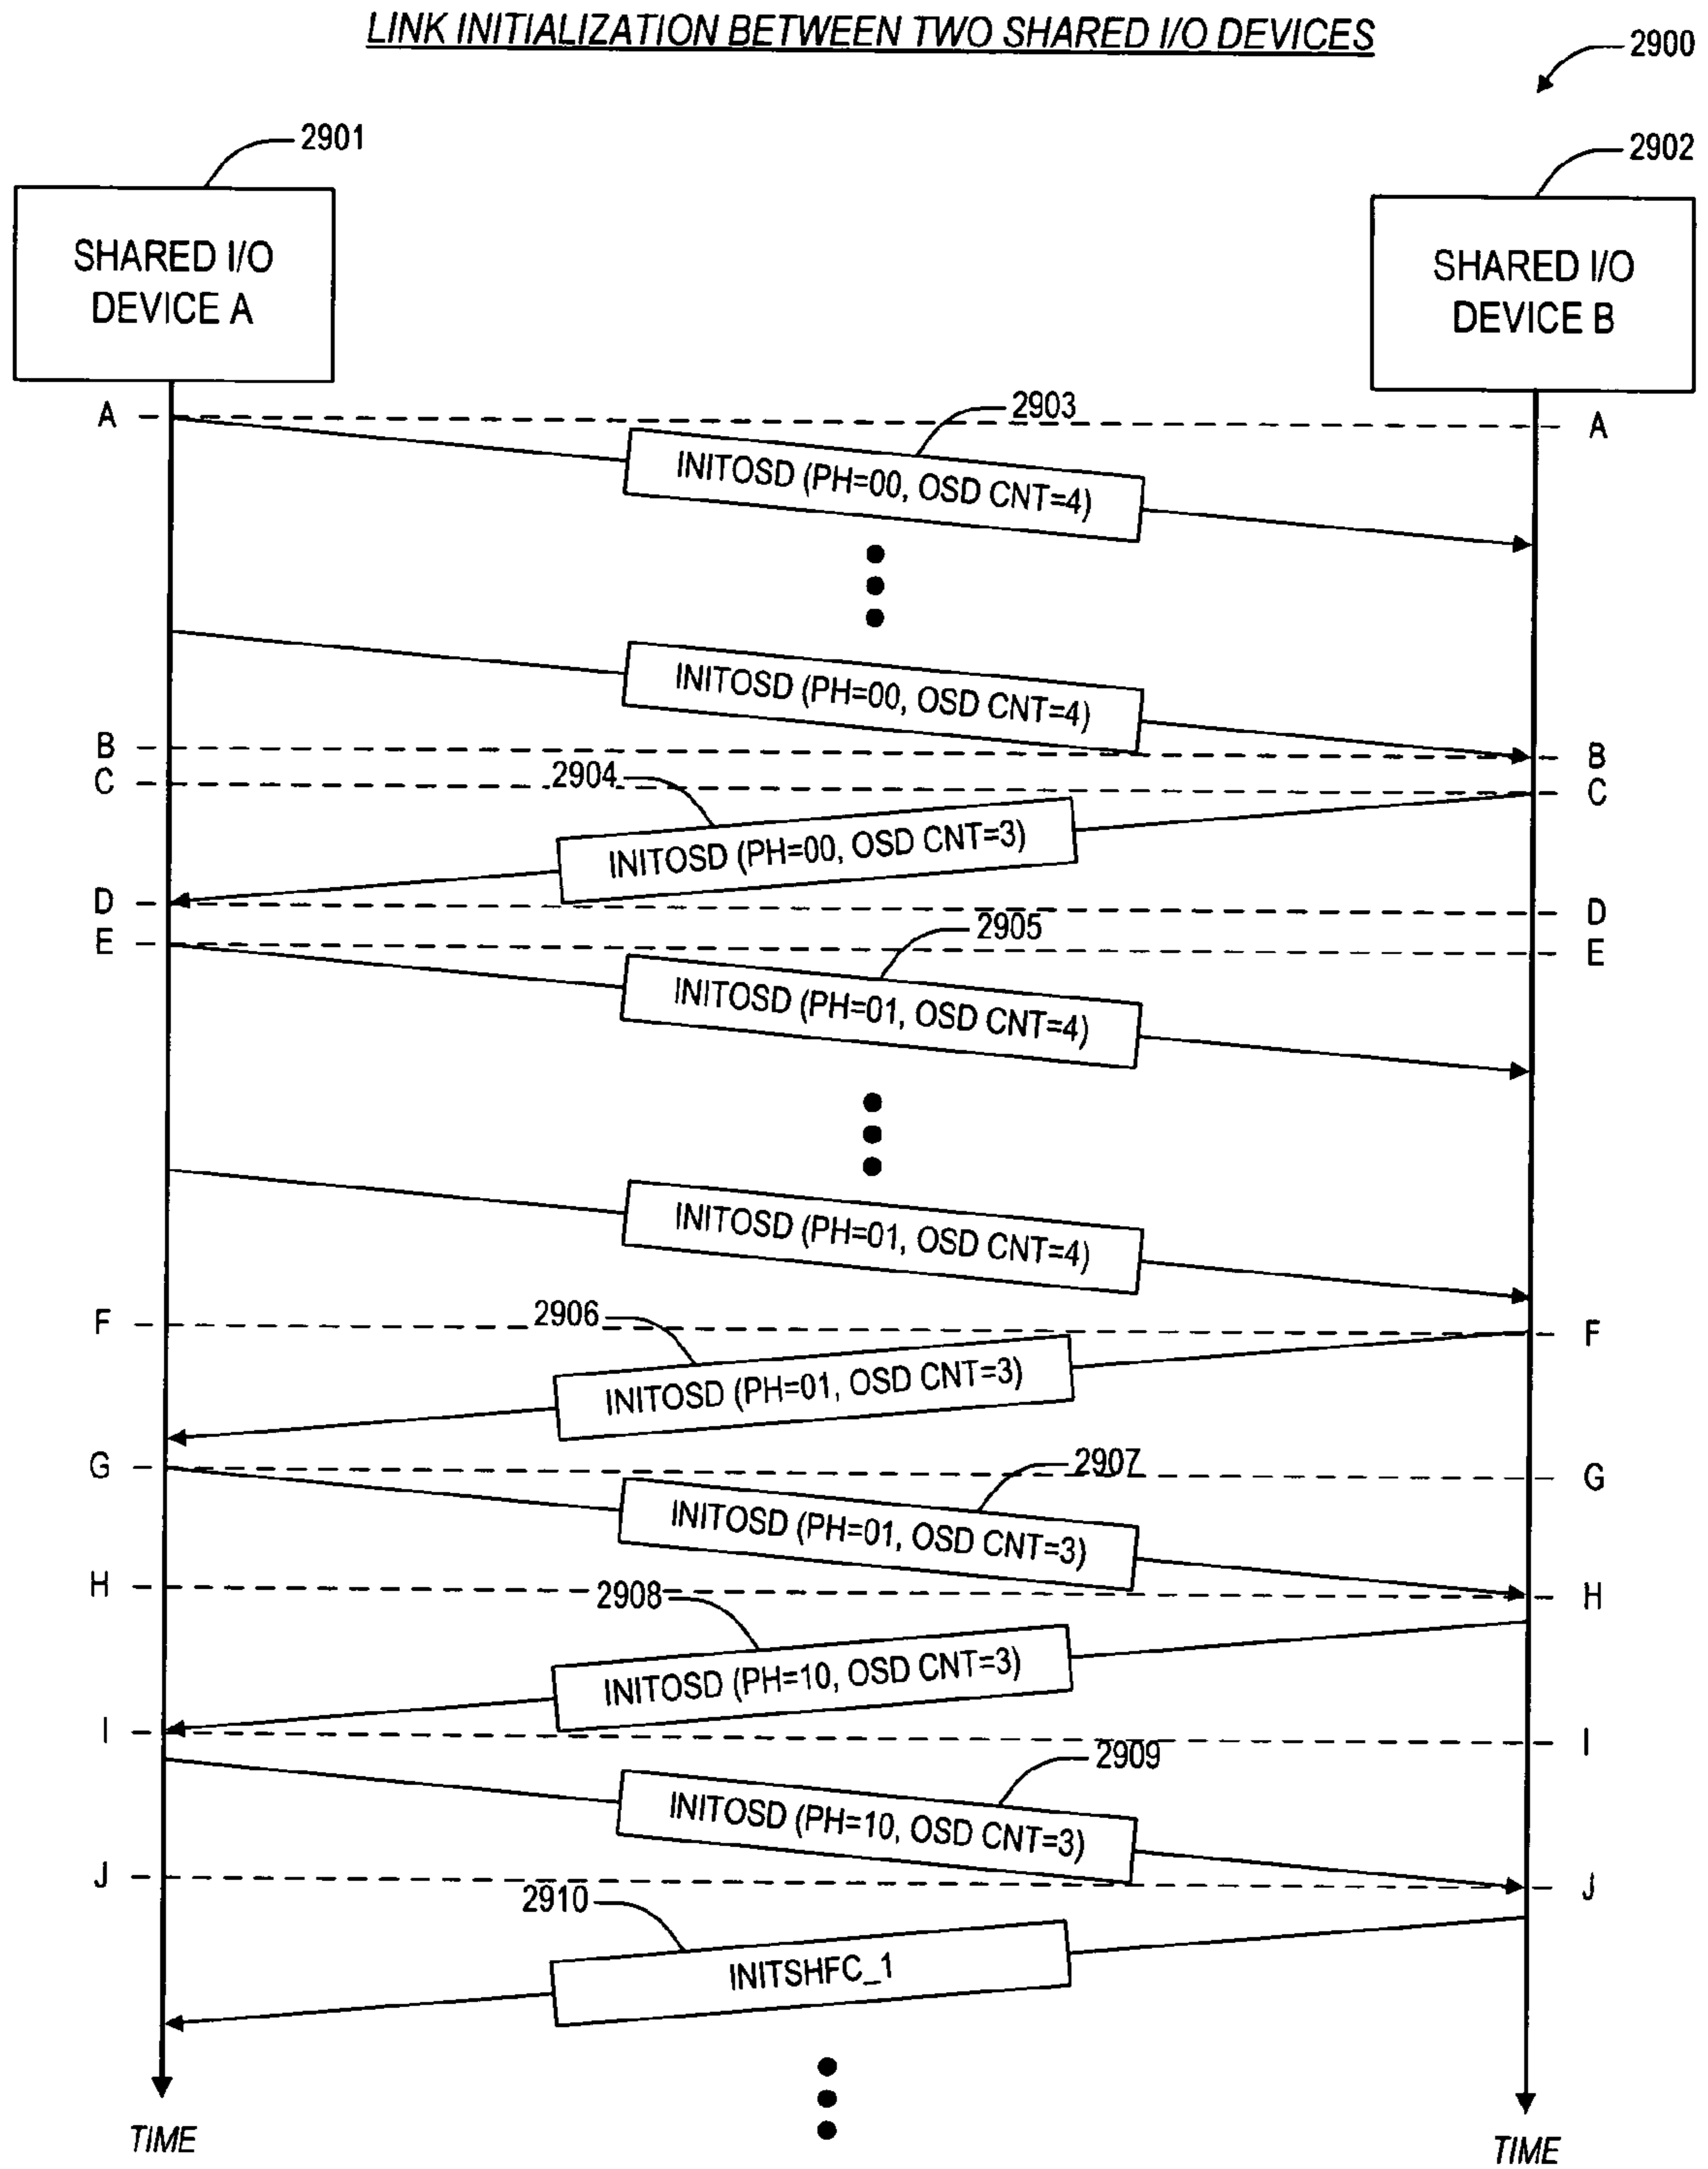 LINK INITIALIZATION BETWEEN TWO SHARED I/O DEVICES
2900
2901
2902
SHARED I/O
DEVICE A
SHARED I/O
DEVICE B
A
2903
A
INITOSD (PH=00, OSD CNT=4)
INITOSD (PH=00, OSD CNT=4)
B
B
C
2904
C
INITOSD (PH=00, OSD CNT=3)
D
D
2905
E
E
INITOSD (PH=01, OSD CNT=4)
INITOSD (PH=01, OSD CNT=4)
F
2906
F
INITOSD (PH=01, OSD CNT=3)
G
2907
G
INITOSD (PH=01, OSD CNT=3)
H
2908
H
INITOSD (PH=10, OSD CNT=3)
I
I
2909
INITOSD (PH=10, OSD CNT=3)
J
J
2910
INITSHFC_1
TIME
TIME